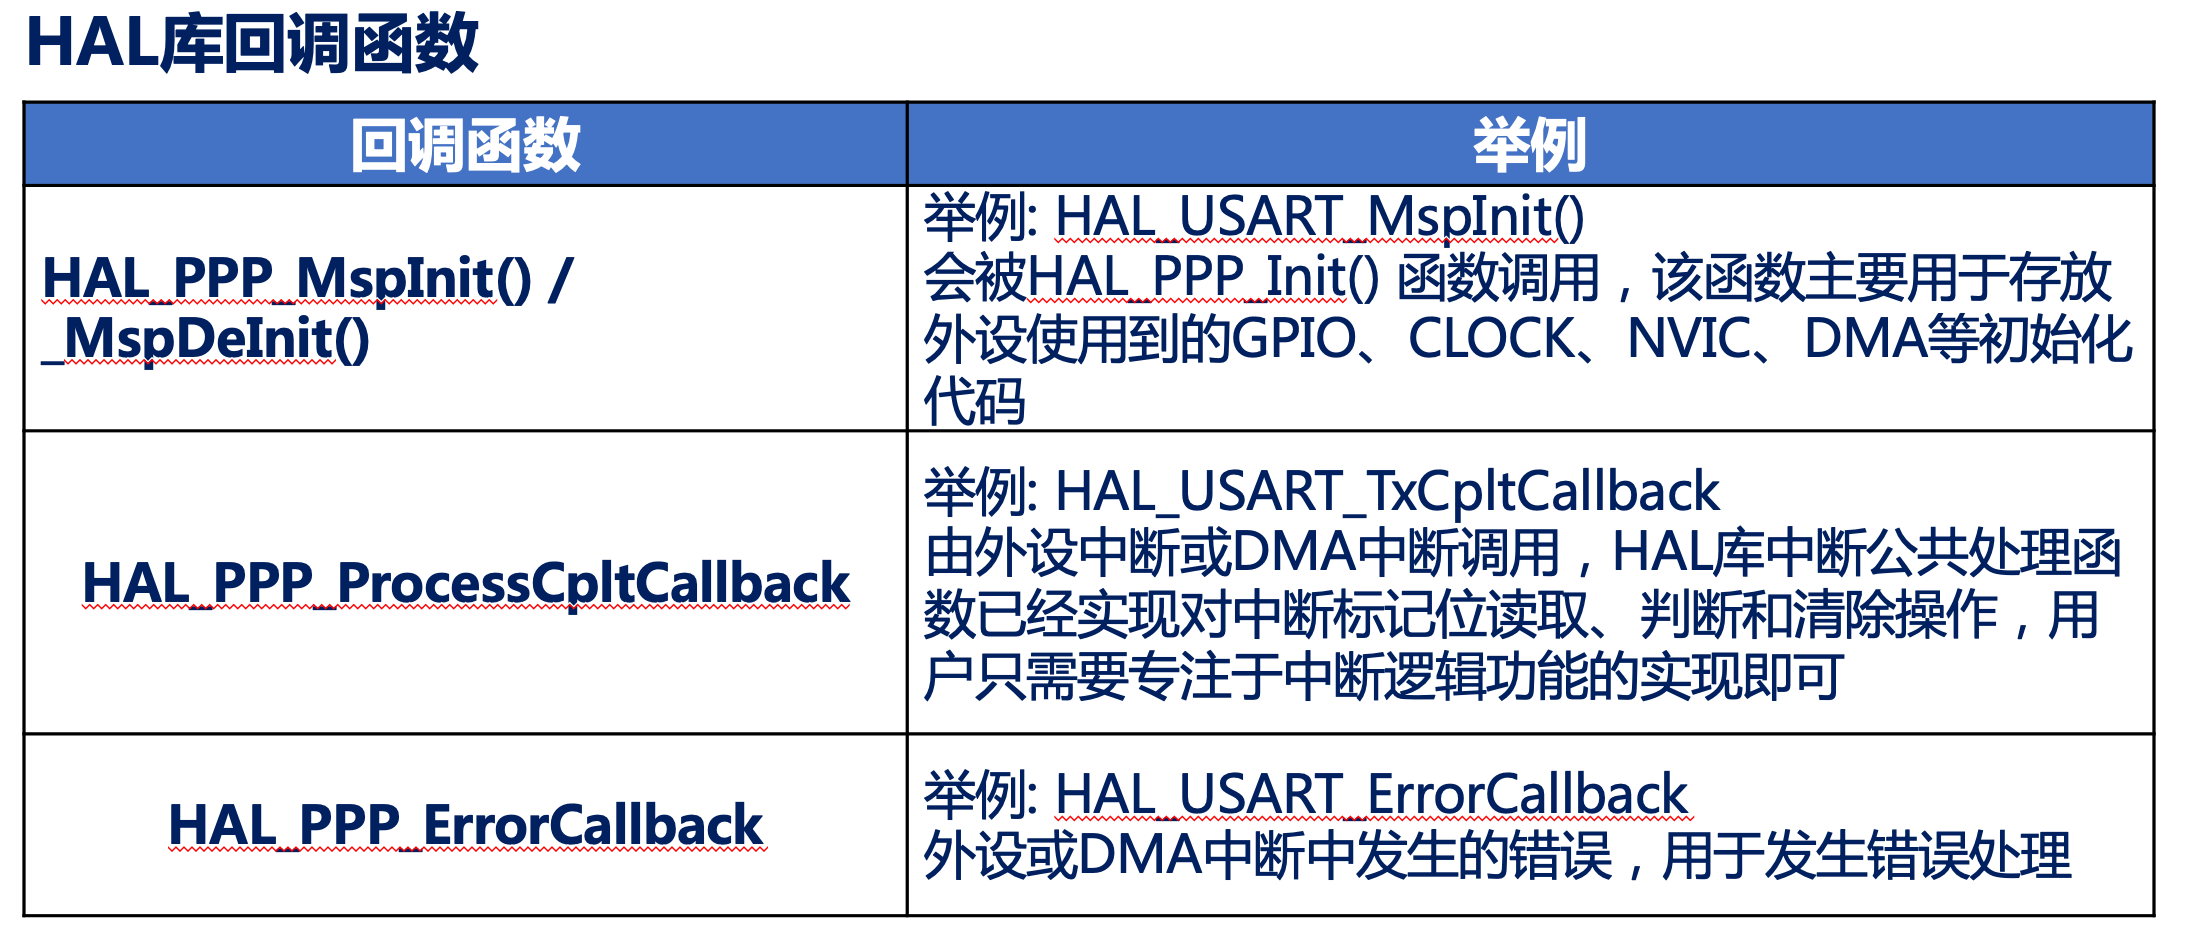 HAL库回调函数
回调函数
举例
HAL_PPP_MspInit() /
_MspDeInit()
举例: HAL_USART_MspInit()
会被HAL_PPP_Init() 函数调用，该函数主要用于存放
外设使用到的GPIO、CLOCK、NVIC、DMA等初始化
代码
HAL_PPP_ProcessCpltCallback
举例: HAL_USART_TxCpltCallback
由外设中断或DMA中断调用，HAL库中断公共处理函
数已经实现对中断标记位读取、判断和清除操作，用
户只需要专注于中断逻辑功能的实现即可
HAL_PPP_ErrorCallback
举例: HAL_USART_ErrorCallback
外设或DMA中断中发生的错误，用于发生错误处理